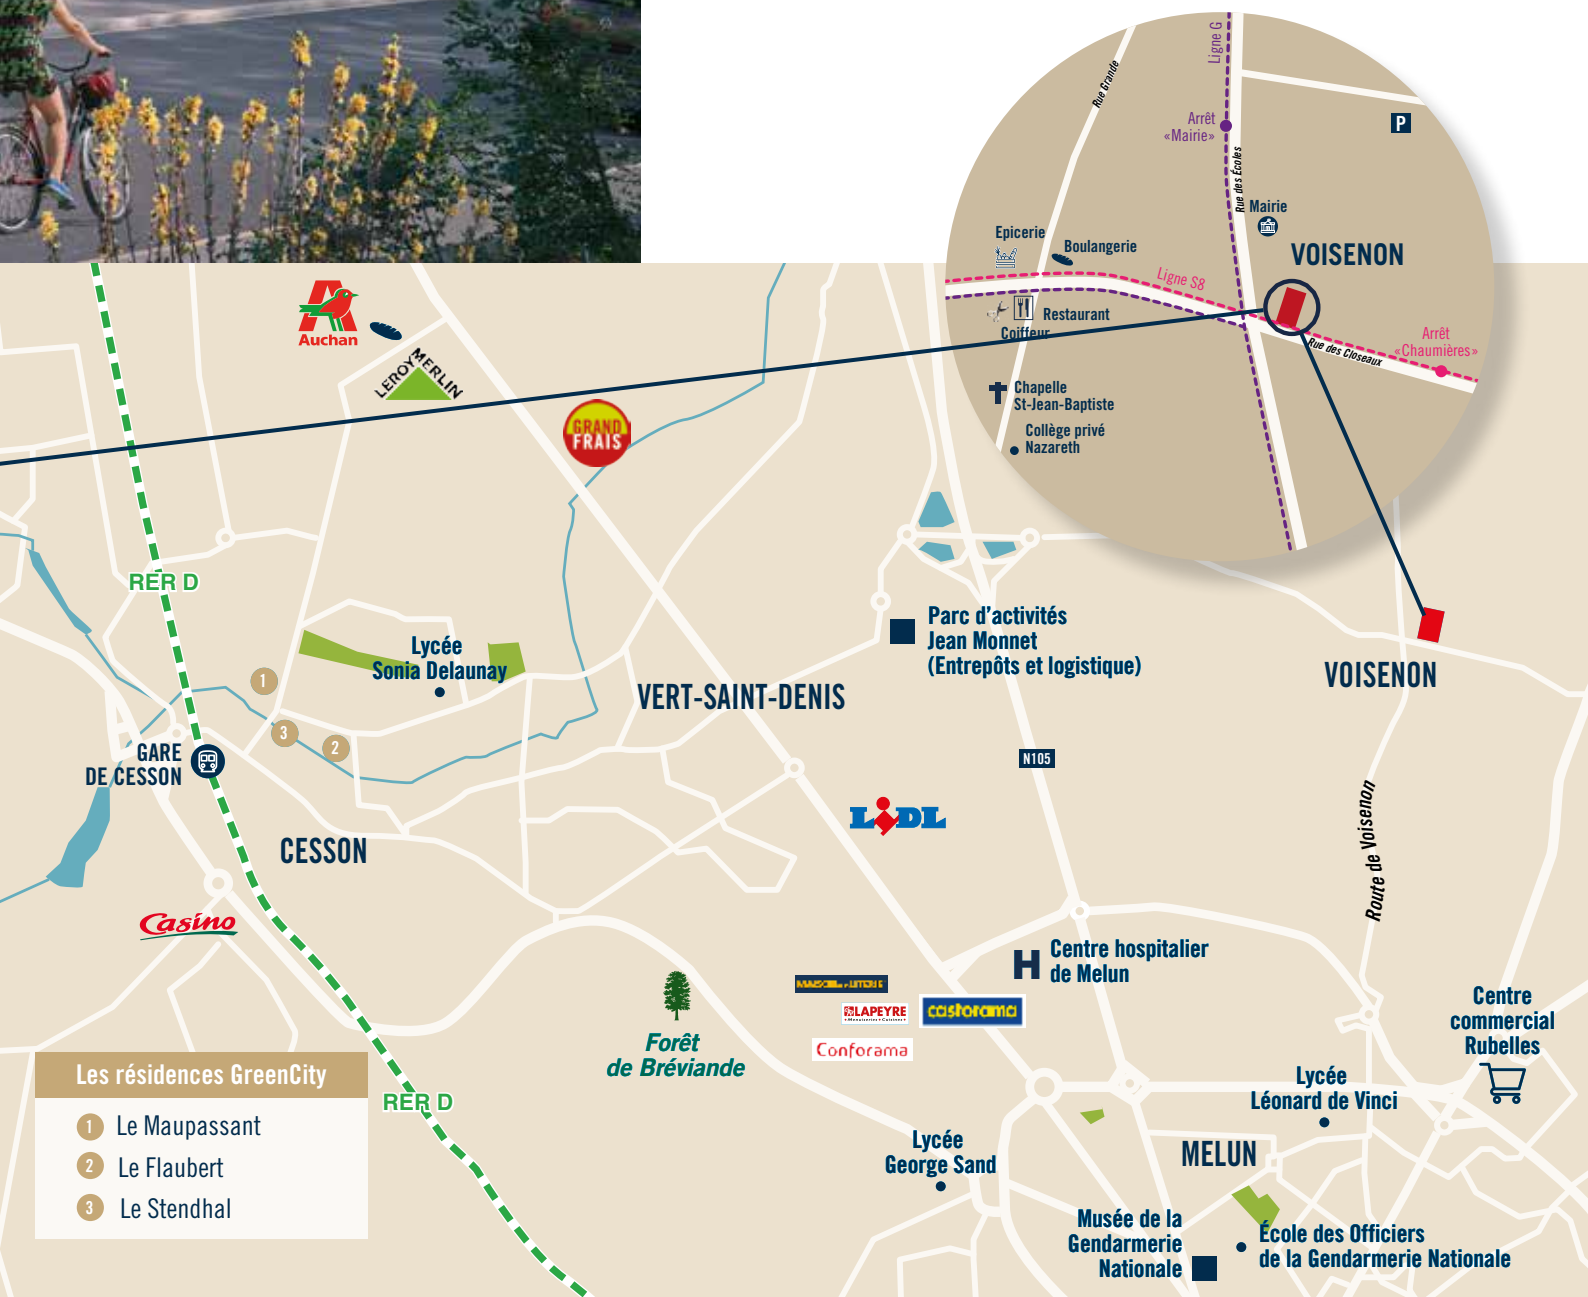 Ligne G
Rue Grande
Arrêt
«Mairie»
P
Rue des Écoles
Mairie
Epicerie
Boulangerie
VOISENON
Ligne S8
Restaurant
Coiffeur
Arrêt
«Chaumières»
Rue des Closeaux
Chapelle
St-Jean-Baptiste
Collège privé
Nazareth
Auchan
LEROY MERLIN
GRAND
FRAIS
RER D
Lycée
Sonia Delaunay
1
3
2
VERT-SAINT-DENIS
Parc d'activités
Jean Monnet
(Entrepôts et logistique)
VOISENON
GARE
DE CESSON
N105
LIDL
CESSON
Route de Voisenon
Casino
H
Centre hospitalier
de Melun
LAPEYRE
castorama
Conforama
Forêt
de Bréviande
Centre
commercial
Rubelles
Les résidences GreenCity
1 Le Maupassant
2 Le Flaubert
3 Le Stendhal
RER D
Lycée
Léonard de Vinci
Lycée
George Sand
MELUN
Musée de la
Gendarmerie
Nationale
École des Officiers
de la Gendarmerie Nationale